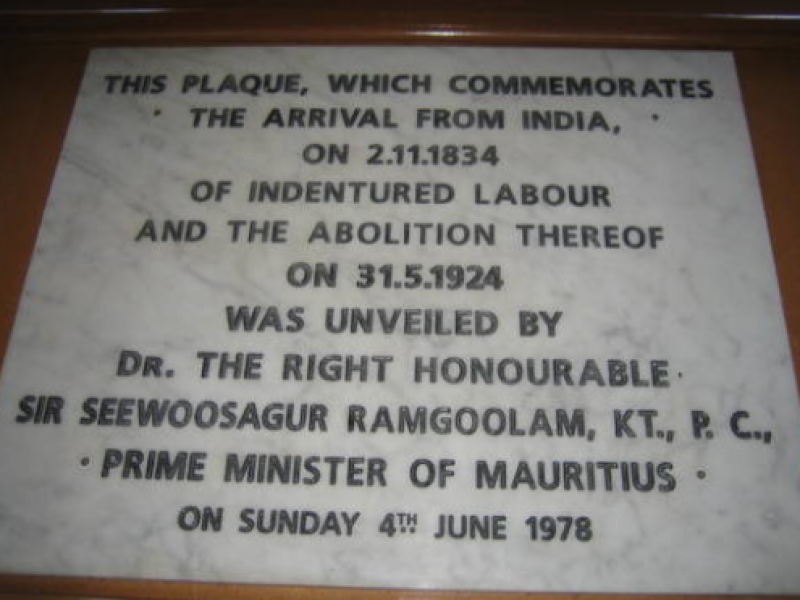 THIS PLAQUE, WHICH COMMEMORATES
THE ARRIVAL FROM INDIA,
ON 2.11.1834
OF INDENTURED LABOUR
AND THE ABOLITION THEREOF
ON 31.5.1924
WAS UNVEILED BY
DR. THE RIGHT HONOURABLE
SIR SEEWOOSAGUR RAMGOOLAM, KT., P. C.,
PRIME MINISTER OF MAURITIUS
ON SUNDAY 4TH JUNE 1978